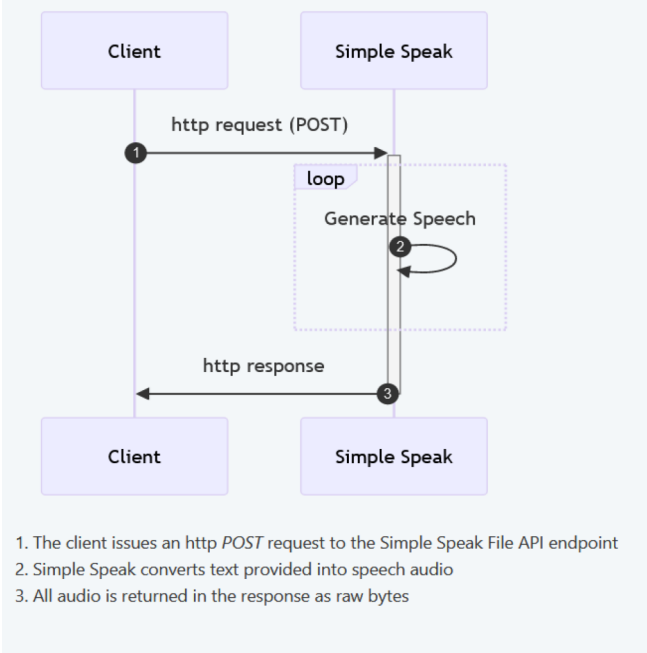 Client
Simple Speak
http request (POST)
1
loop
Generate Speech
2
http response
3
Client
Simple Speak
1. The client issues an http POST request to the Simple Speak File API endpoint
2. Simple Speak converts text provided into speech audio
3. All audio is returned in the response as raw bytes